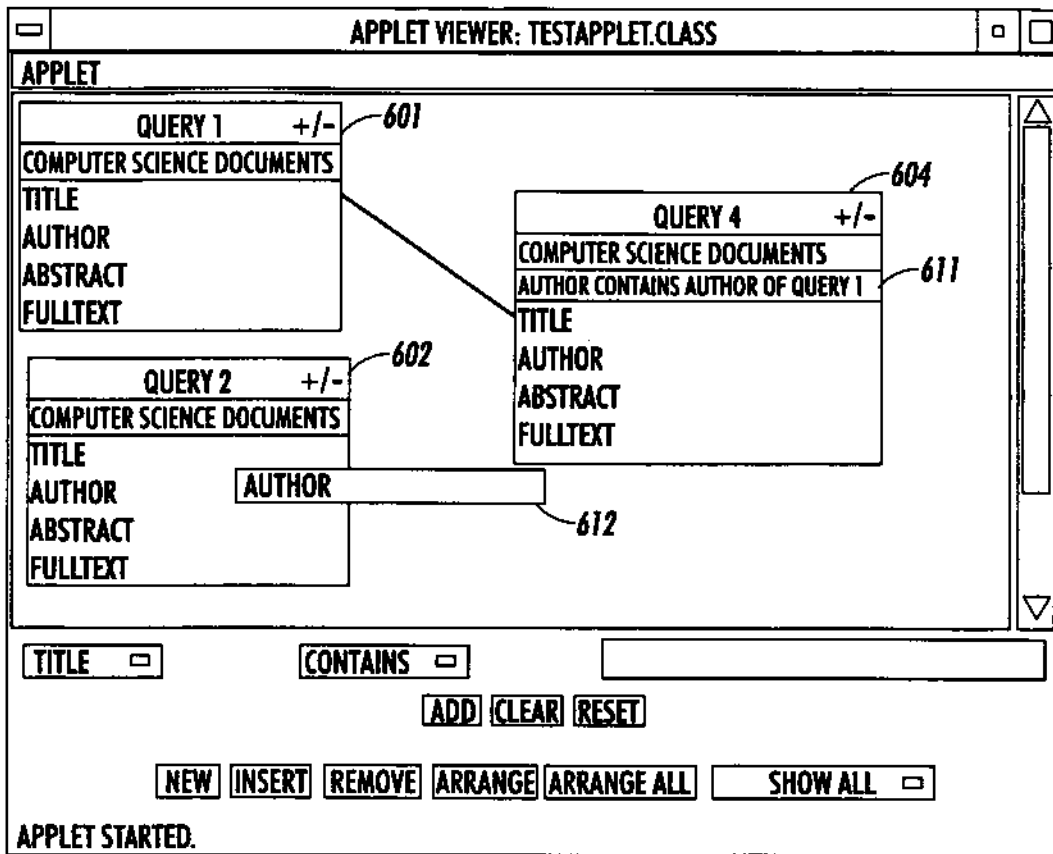 APPLET VIEWER: TESTAPPLET.CLASS
APPLET
QUERY 1 +/-
601
COMPUTER SCIENCE DOCUMENTS
TITLE
AUTHOR
ABSTRACT
FULLTEXT
604
QUERY 4 +/-
COMPUTER SCIENCE DOCUMENTS
AUTHOR CONTAINS AUTHOR OF QUERY 1
611
TITLE
AUTHOR
ABSTRACT
FULLTEXT
602
QUERY 2 +/-
COMPUTER SCIENCE DOCUMENTS
TITLE
AUTHOR
ABSTRACT
FULLTEXT
AUTHOR
612
TITLE CONTAINS
ADD CLEAR RESET
NEW INSERT REMOVE ARRANGE ARRANGE ALL SHOW ALL
APPLET STARTED.